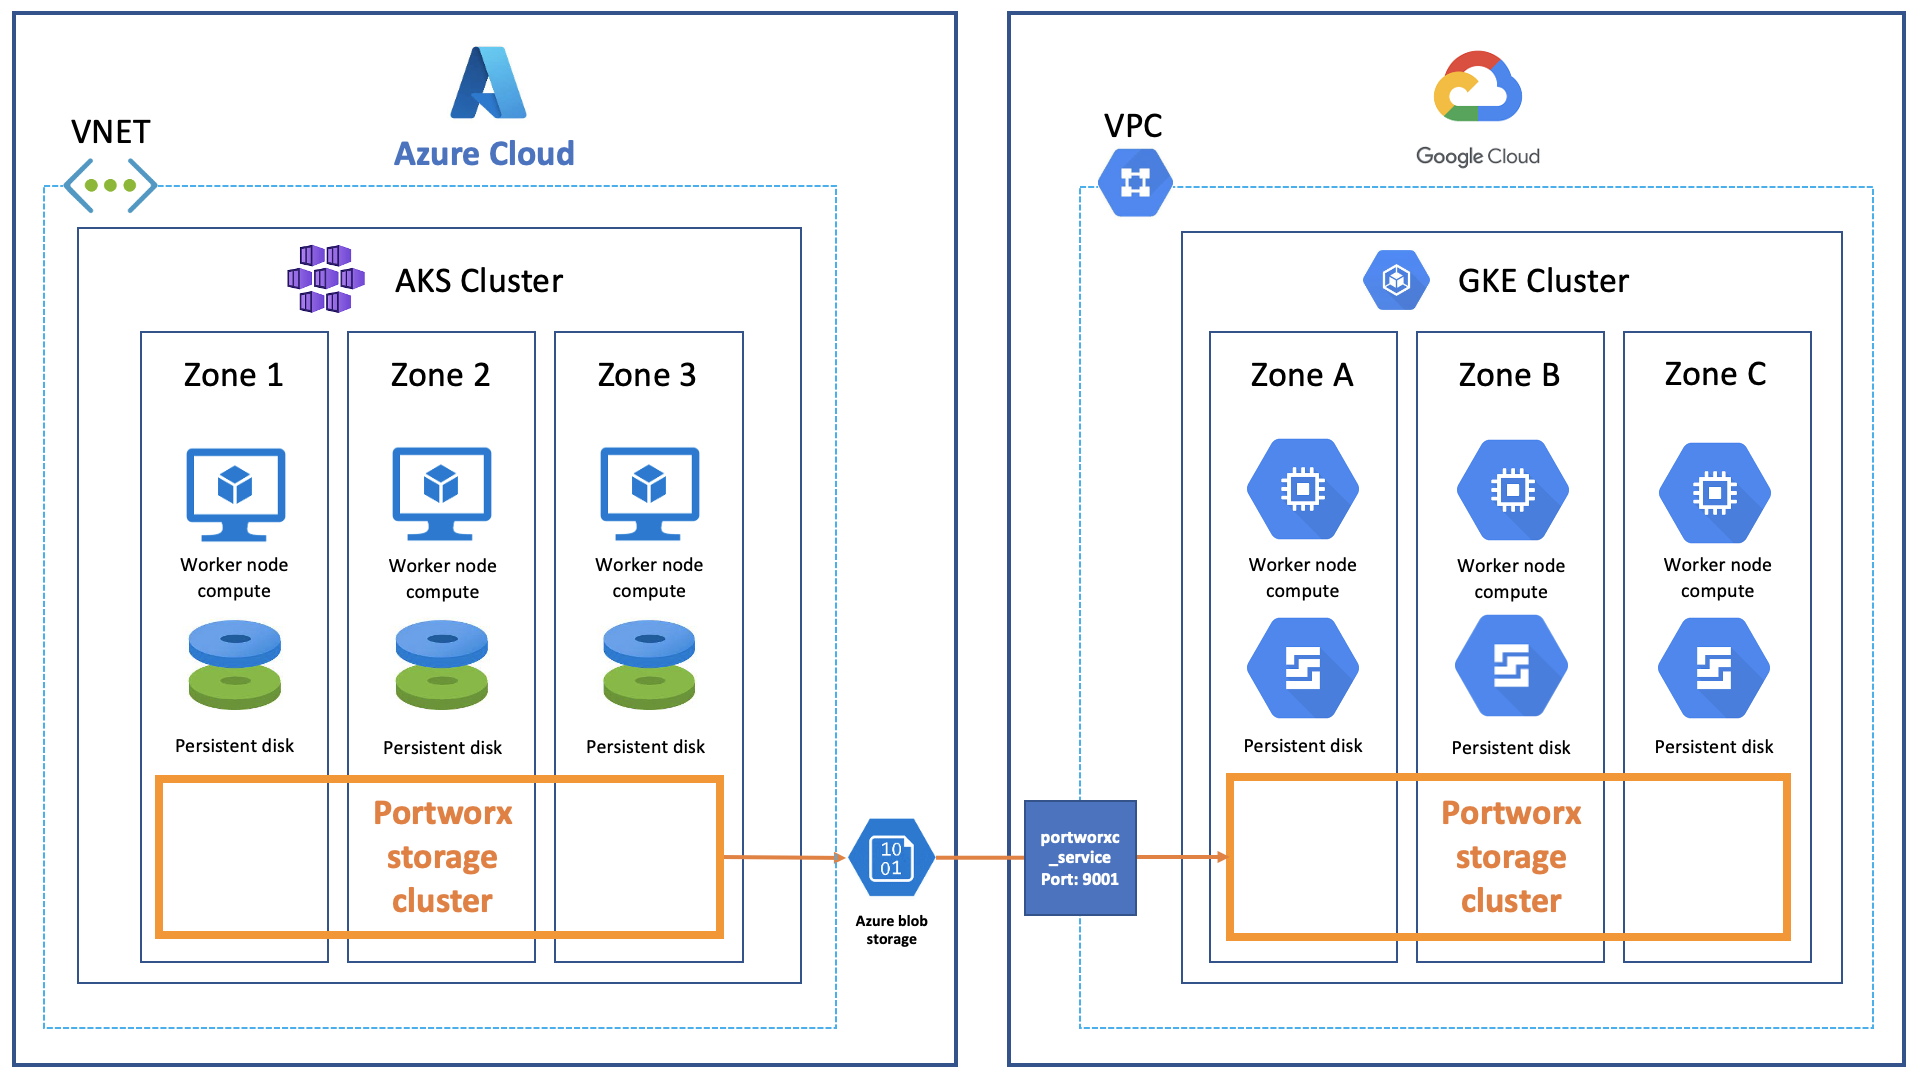 VNET
Azure Cloud
AKS Cluster
Zone 1
Worker node
compute
Persistent disk
Zone 2
Worker node
compute
Persistent disk
Zone 3
Worker node
compute
Persistent disk
Portworx
storage
cluster
10
01
Azure blob
storage
VPC
Google Cloud
GKE Cluster
Zone A
Worker node
compute
Persistent disk
Zone B
Worker node
compute
Persistent disk
Zone C
Worker node
compute
Persistent disk
portworxc
_service
Port: 9001
Portworx
storage
cluster